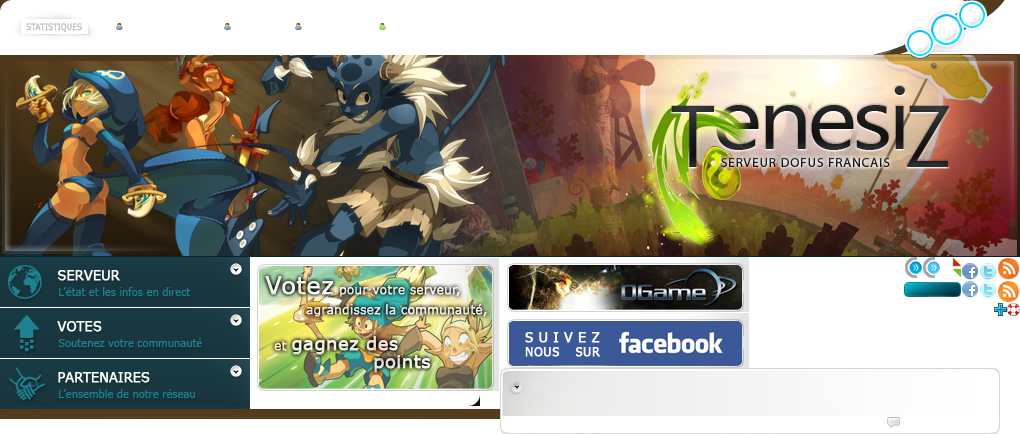 STATISTIQUES
Tenesiz
SERVEUR DOFUS FRANCAIS
SERVEUR
L'état et les infos en direct
VOTES
Soutenez votre communauté
PARTENAIRES
L'ensemble de notre réseau
Votez pour votre serveur,
agrandissez la communauté,
et gagnez des
points
OGame
SUIVEZ
NOUS SUR
facebook